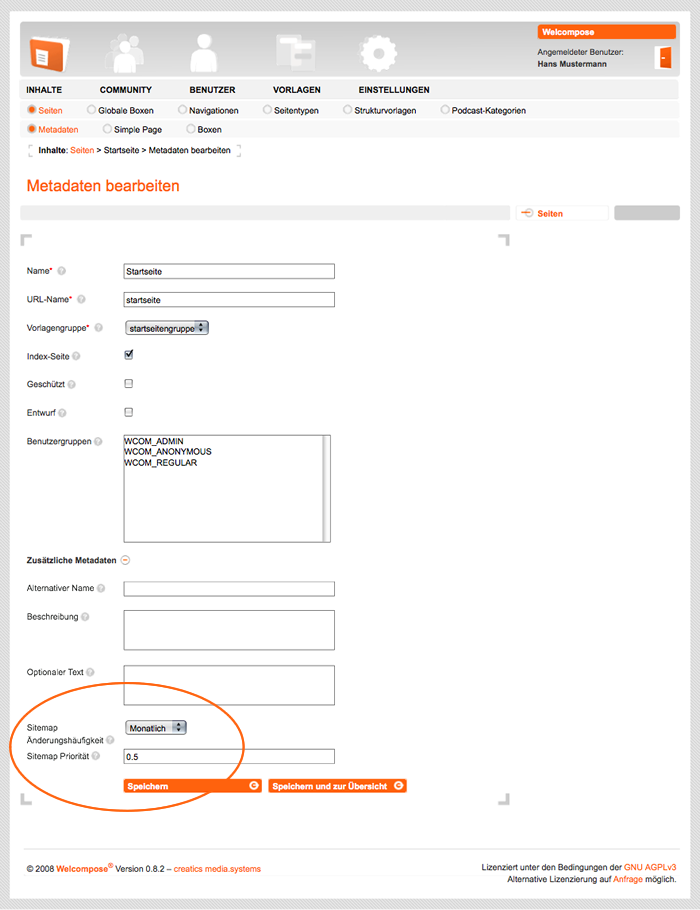 Welcompose
Angemeldeter Benutzer:
Hans Mustermann
INHALTE COMMUNITY BENUTZER VORLAGEN EINSTELLUNGEN
Seiten Globale Boxen Navigationen Seitentypen Strukturvorlagen Podcast-Kategorien
Metadaten Simple Page Boxen
Inhalte: Seiten > Startseite > Metadaten bearbeiten
Metadaten bearbeiten
Seiten
Name* ? Startseite
URL-Name* ? startseite
Vorlagengruppe* ? startseitengruppe
Index-Seite ?
Geschützt ?
Entwurf ?
Benutzergruppen ? WCOM_ADMIN
WCOM_ANONYMOUS
WCOM_REGULAR
Zusätzliche Metadaten
Alternativer Name ?
Beschreibung ?
Optionaler Text ?
Sitemap Monatlich
Änderungshäufigkeit ?
Sitemap Priorität ? 0.5
Speichern Speichern und zur Übersicht
© 2008 Welcompose® Version 0.8.2 – creatics media.systems
Lizenziert unter den Bedingungen der GNU AGPLv3
Alternative Lizenzierung auf Anfrage möglich.